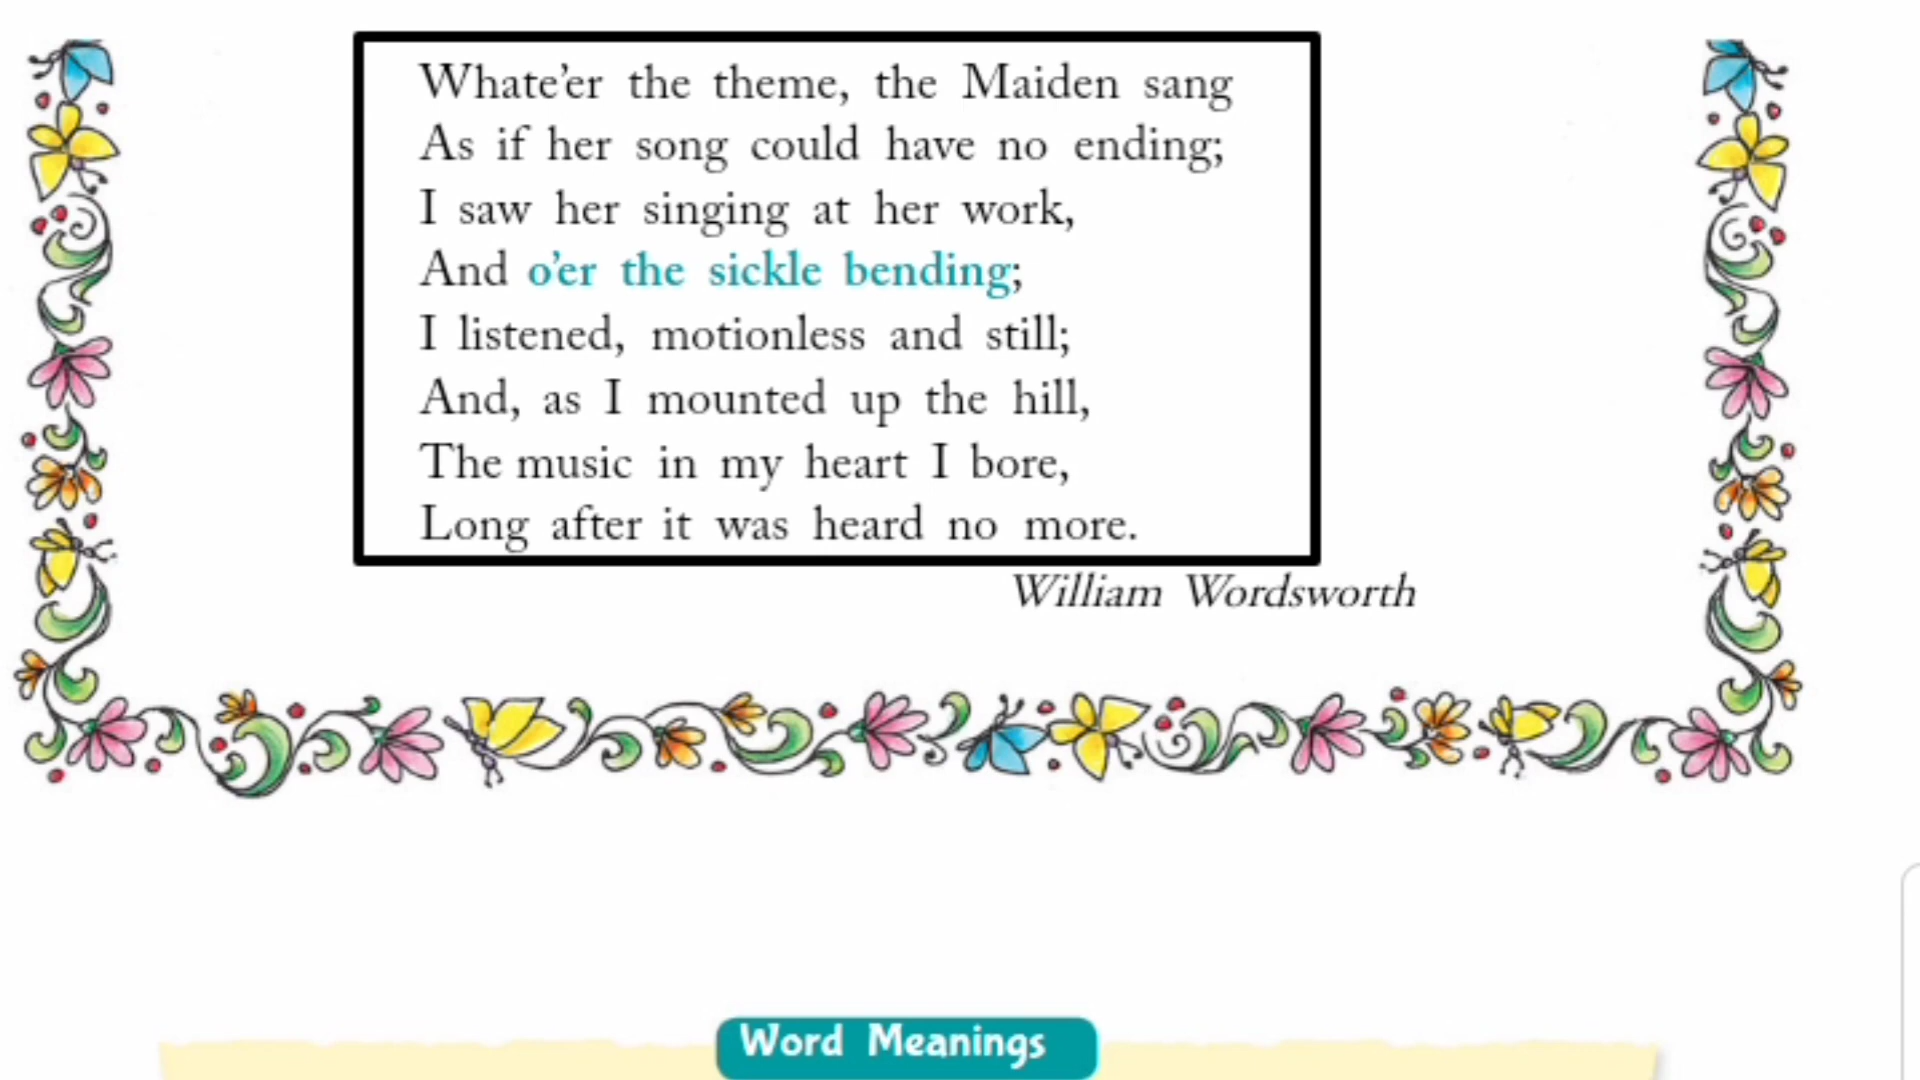 Whate’er the theme, the Maiden sang
As if her song could have no ending;
I saw her singing at her work,
And o’er the sickle bending;
I listened, motionless and still;
And, as I mounted up the hill,
The music in my heart I bore,
Long after it was heard no more.
William Wordsworth
Word Meanings